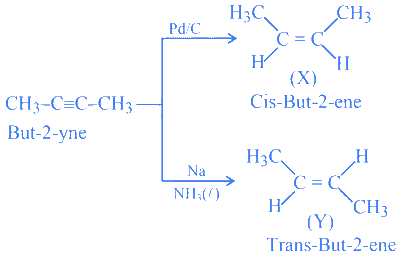 H₃C CH₃
Pd/C
C=C
H H
(X)
Cis-But-2-ene
CH₃–C≡C–CH₃
But-2-yne
Na
NH₃(ℓ)
H₃C H
C=C
H CH₃
(Y)
Trans-But-2-ene